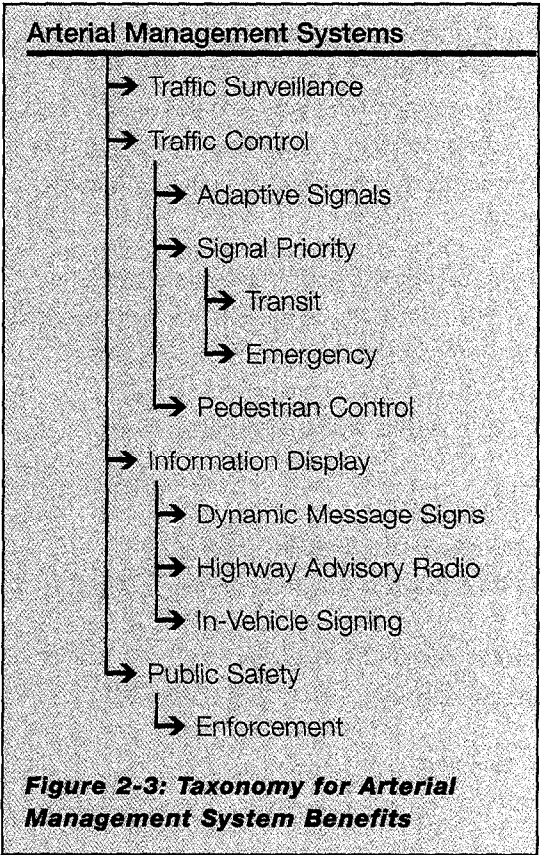 Arterial Management Systems
Traffic Surveillance
Traffic Control
Adaptive Signals
Signal Priority
Transit
Emergency
Pedestrian Control
Information Display
Dynamic Message Signs
Highway Advisory Radio
In-Vehicle Signing
Public Safety
Enforcement
Figure 2-3: Taxonomy for Arterial
Management System Benefits